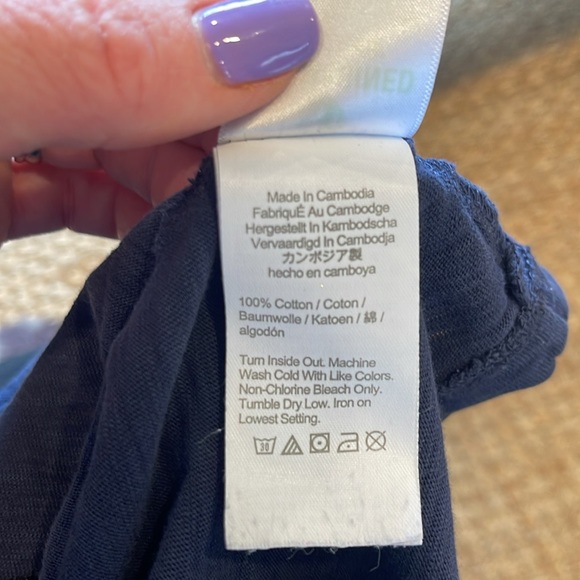 Made In Cambodia
FabriquÉ Au Cambodge
Hergestellt In Kambodscha
Vervaardigd In Cambodja
カンボジア製
hecho en camboya
100% Cotton / Coton /
Baumwolle / Katoen / 綿 /
algodón
Turn Inside Out. Machine
Wash Cold With Like Colors.
Non-Chlorine Bleach Only.
Tumble Dry Low. Iron on
Lowest Setting.
30